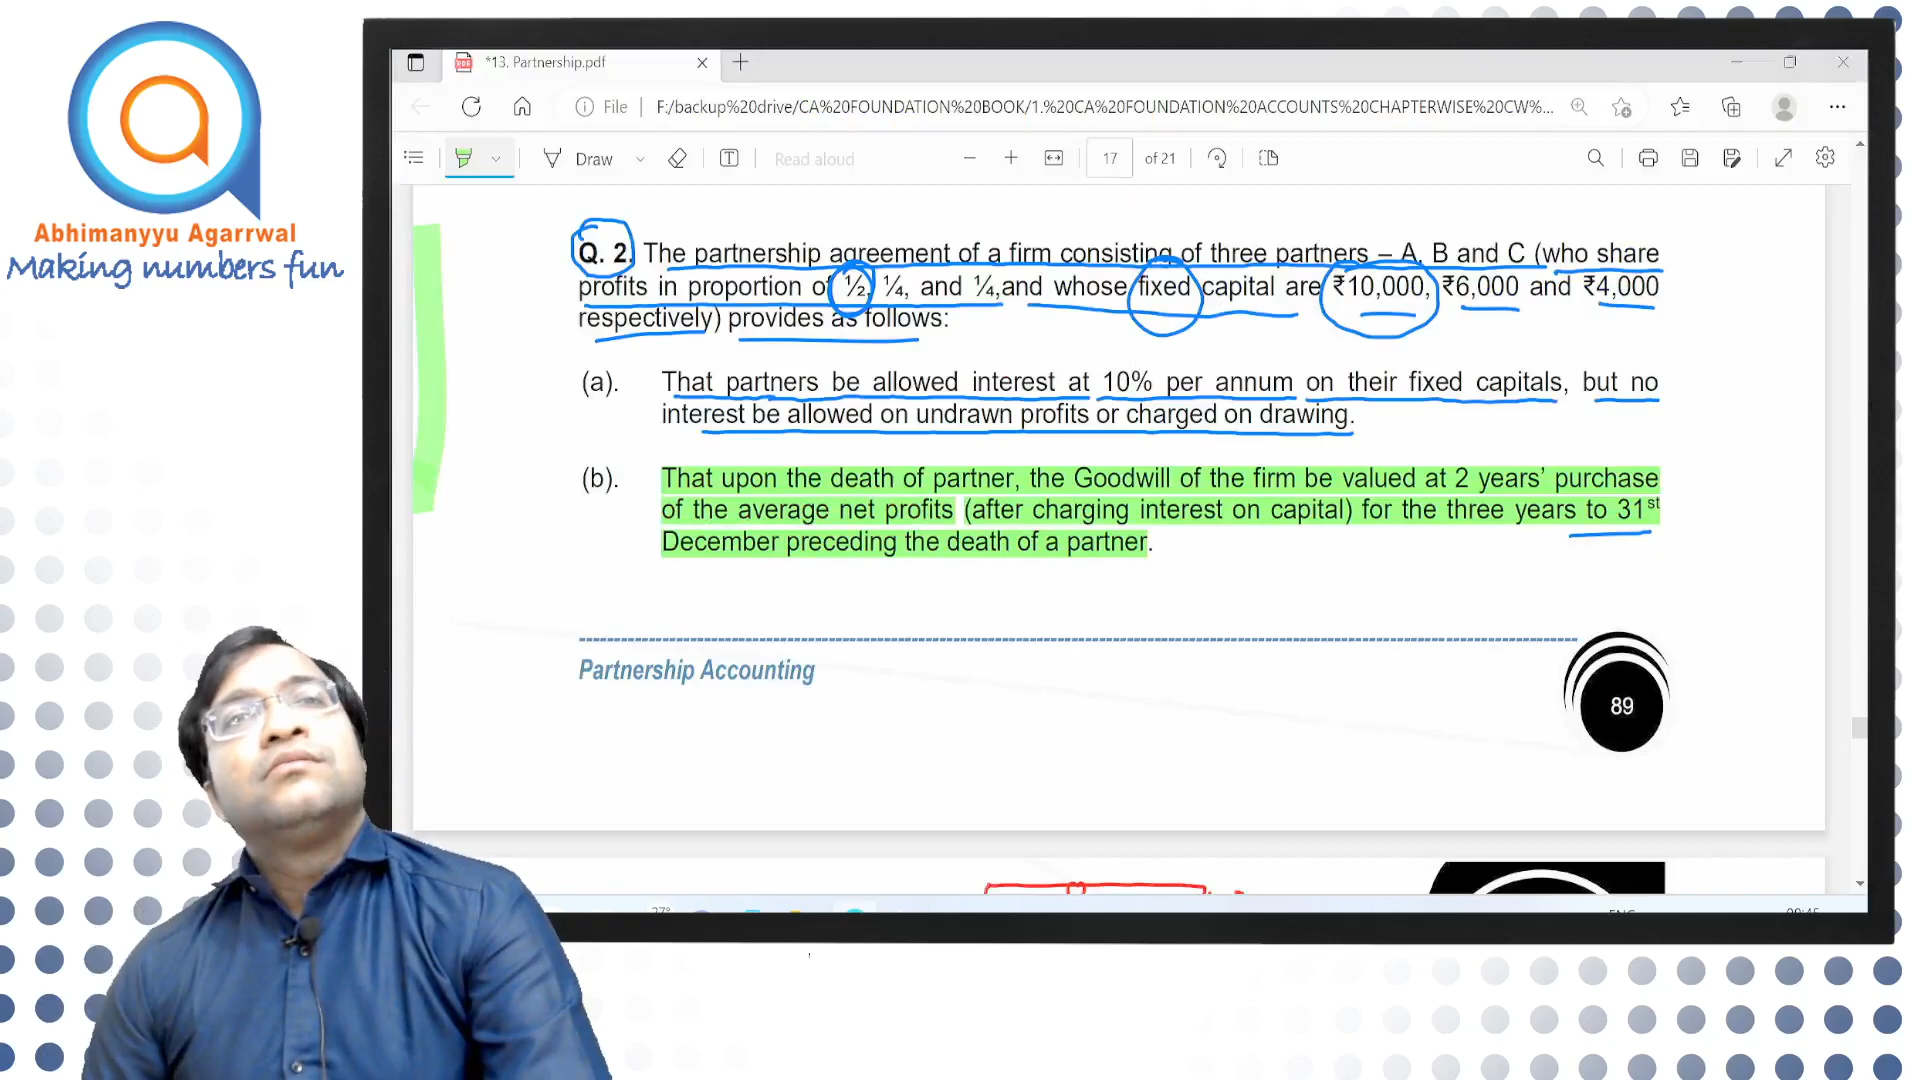 Abhimanyyu Agarrwal
Making numbers fun
*13. Partnership.pdf
File
F:/backup%20drive/CA%20FOUNDATION%20BOOK/1.%20CA%20FOUNDATION%20ACCOUNTS%20CHAPTERWISE%20CW%...
Draw
Read aloud
17 of 21
Q. 2. The partnership agreement of a firm consisting of three partners – A, B and C (who share
profits in proportion of ½, ¼, and ¼,and whose fixed capital are ₹10,000, ₹6,000 and ₹4,000
respectively) provides as follows:
(a). That partners be allowed interest at 10% per annum on their fixed capitals, but no
interest be allowed on undrawn profits or charged on drawing.
(b). That upon the death of partner, the Goodwill of the firm be valued at 2 years’ purchase
of the average net profits (after charging interest on capital) for the three years to 31st
December preceding the death of a partner.
Partnership Accounting
89